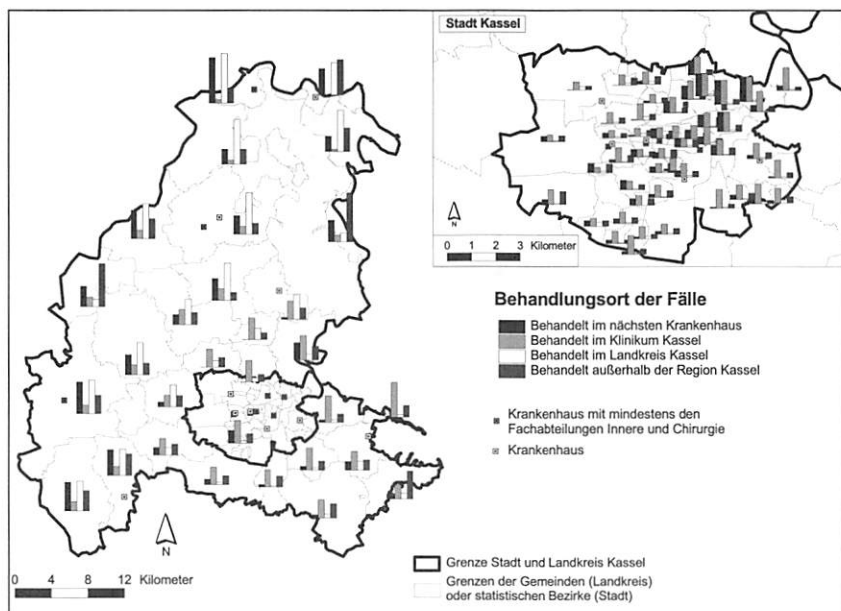 Stadt Kassel
N
0 1 2 3 Kilometer
Behandlungsort der Fälle
Behandelt im nächsten Krankenhaus
Behandelt im Klinikum Kassel
Behandelt im Landkreis Kassel
Behandelt außerhalb der Region Kassel
Krankenhaus mit mindestens den
Fachabteilungen Innere und Chirurgie
Krankenhaus
N
0 4 8 12 Kilometer
Grenze Stadt und Landkreis Kassel
Grenzen der Gemeinden (Landkreis)
oder statistischen Bezirke (Stadt)